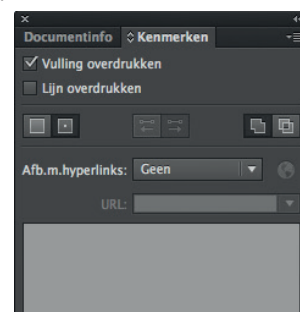 Documentinfo Kenmerken
Vulling overdrukken
Lijn overdrukken
Afb.m.hyperlinks: Geen
URL: